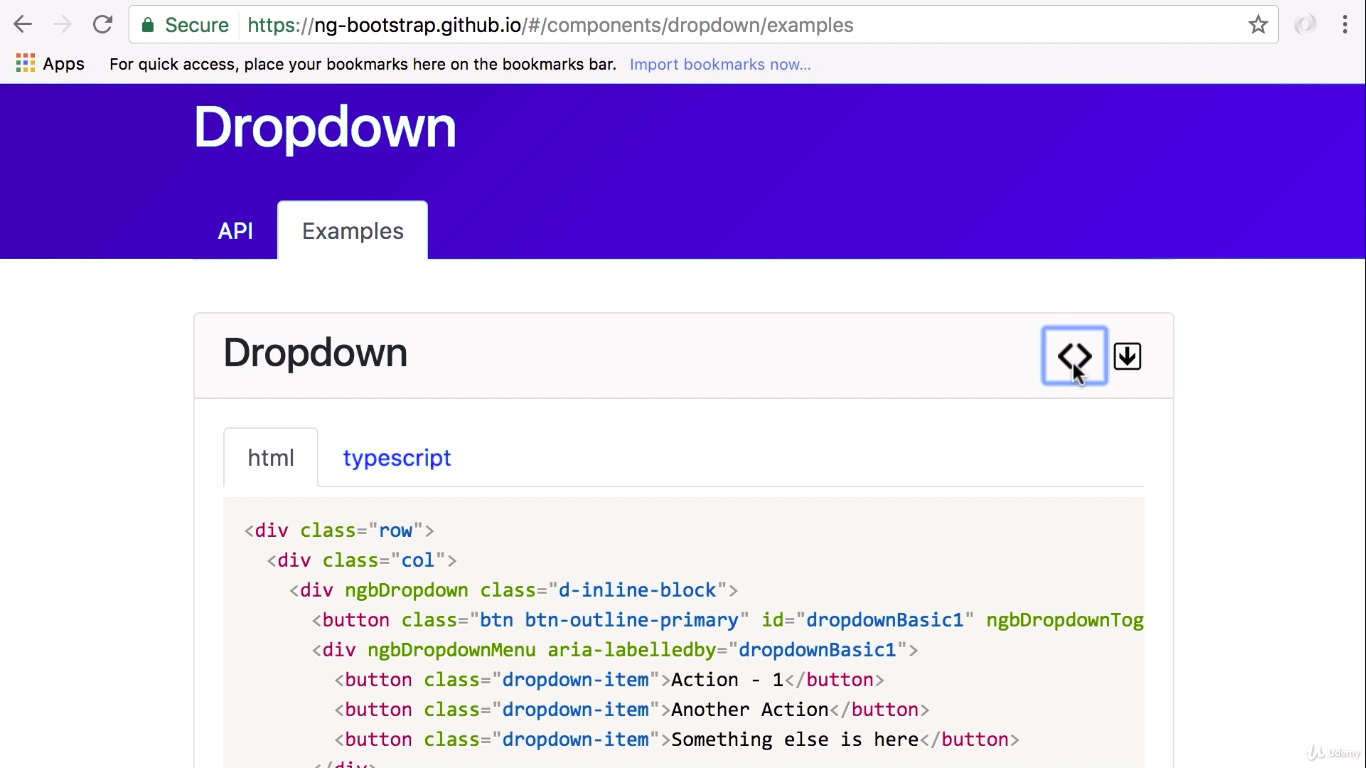 Secure https://ng-bootstrap.github.io/#/components/dropdown/examples
Apps For quick access, place your bookmarks here on the bookmarks bar. Import bookmarks now...
Dropdown
API Examples
Dropdown
html typescript
<div class="row">
<div class="col">
<div ngbDropdown class="d-inline-block">
<button class="btn btn-outline-primary" id="dropdownBasic1" ngbDropdownTog
<div ngbDropdownMenu aria-labelledby="dropdownBasic1">
<button class="dropdown-item">Action - 1</button>
<button class="dropdown-item">Another Action</button>
<button class="dropdown-item">Something else is here</button>
</div>
Udemy